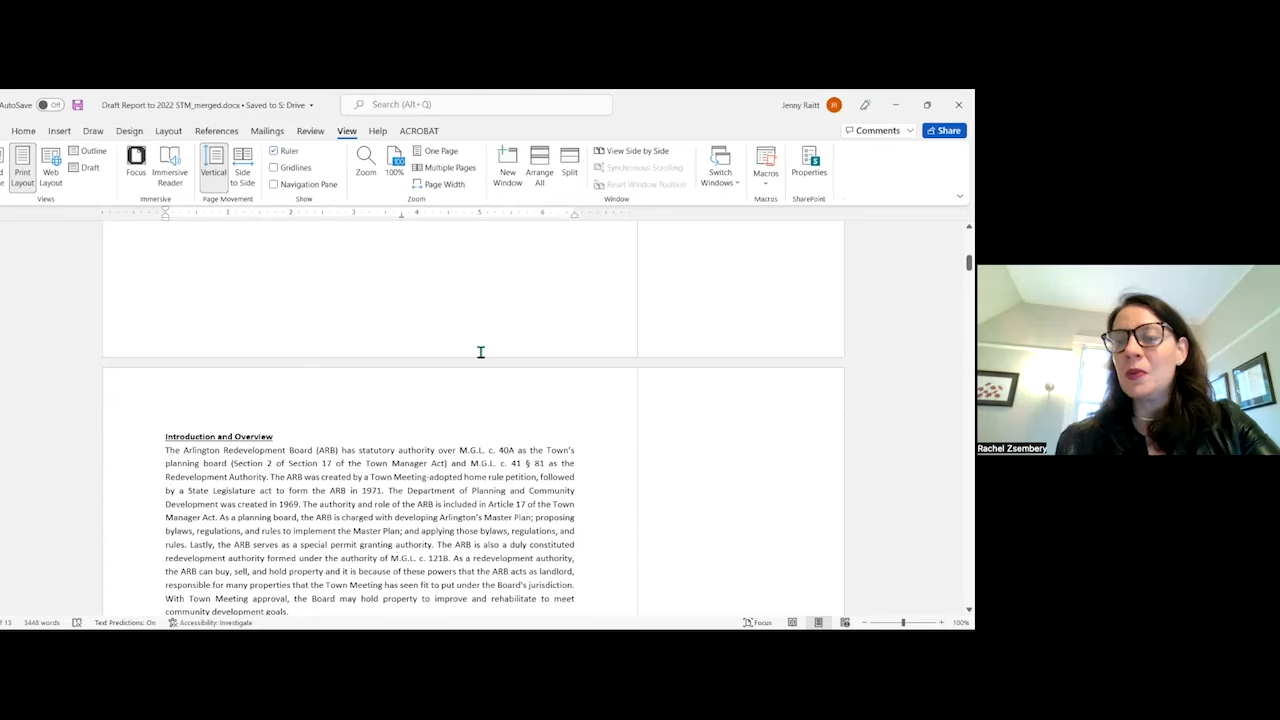 AutoSave Off Draft Report to 2022 STM_merged.docx • Saved to S: Drive Search (Alt+Q) Jenny Raitt JR
Home Insert Draw Design Layout References Mailings Review View Help ACROBAT Comments Share
Print Layout
Web Layout
Outline
Draft
Views
Focus
Immersive Reader
Immersive
Vertical
Side to Side
Page Movement
Ruler
Gridlines
Navigation Pane
Show
Zoom
100
100%
One Page
Multiple Pages
Page Width
Zoom
New Window
Arrange All
Split
View Side by Side
Synchronous Scrolling
Reset Window Position
Window
Switch Windows
Macros
Macros
Properties
SharePoint
1 2 3 4 5 6
Introduction and Overview
The Arlington Redevelopment Board (ARB) has statutory authority over M.G.L. c. 40A as the Town's
planning board (Section 2 of Section 17 of the Town Manager Act) and M.G.L. c. 41 § 81 as the
Redevelopment Authority. The ARB was created by a Town Meeting-adopted home rule petition, followed
by a State Legislature act to form the ARB in 1971. The Department of Planning and Community
Development was created in 1969. The authority and role of the ARB is included in Article 17 of the Town
Manager Act. As a planning board, the ARB is charged with developing Arlington's Master Plan; proposing
bylaws, regulations, and rules to implement the Master Plan; and applying those bylaws, regulations, and
rules. Lastly, the ARB serves as a special permit granting authority. The ARB is also a duly constituted
redevelopment authority formed under the authority of M.G.L. c. 121B. As a redevelopment authority,
the ARB can buy, sell, and hold property and it is because of these powers that the ARB acts as landlord,
responsible for many properties that the Town Meeting has seen fit to put under the Board's jurisdiction.
With Town Meeting approval, the Board may hold property to improve and rehabilitate to meet
community development goals.
of 13 3448 words Text Predictions: On Accessibility: Investigate Focus 100%
Rachel Zsembery